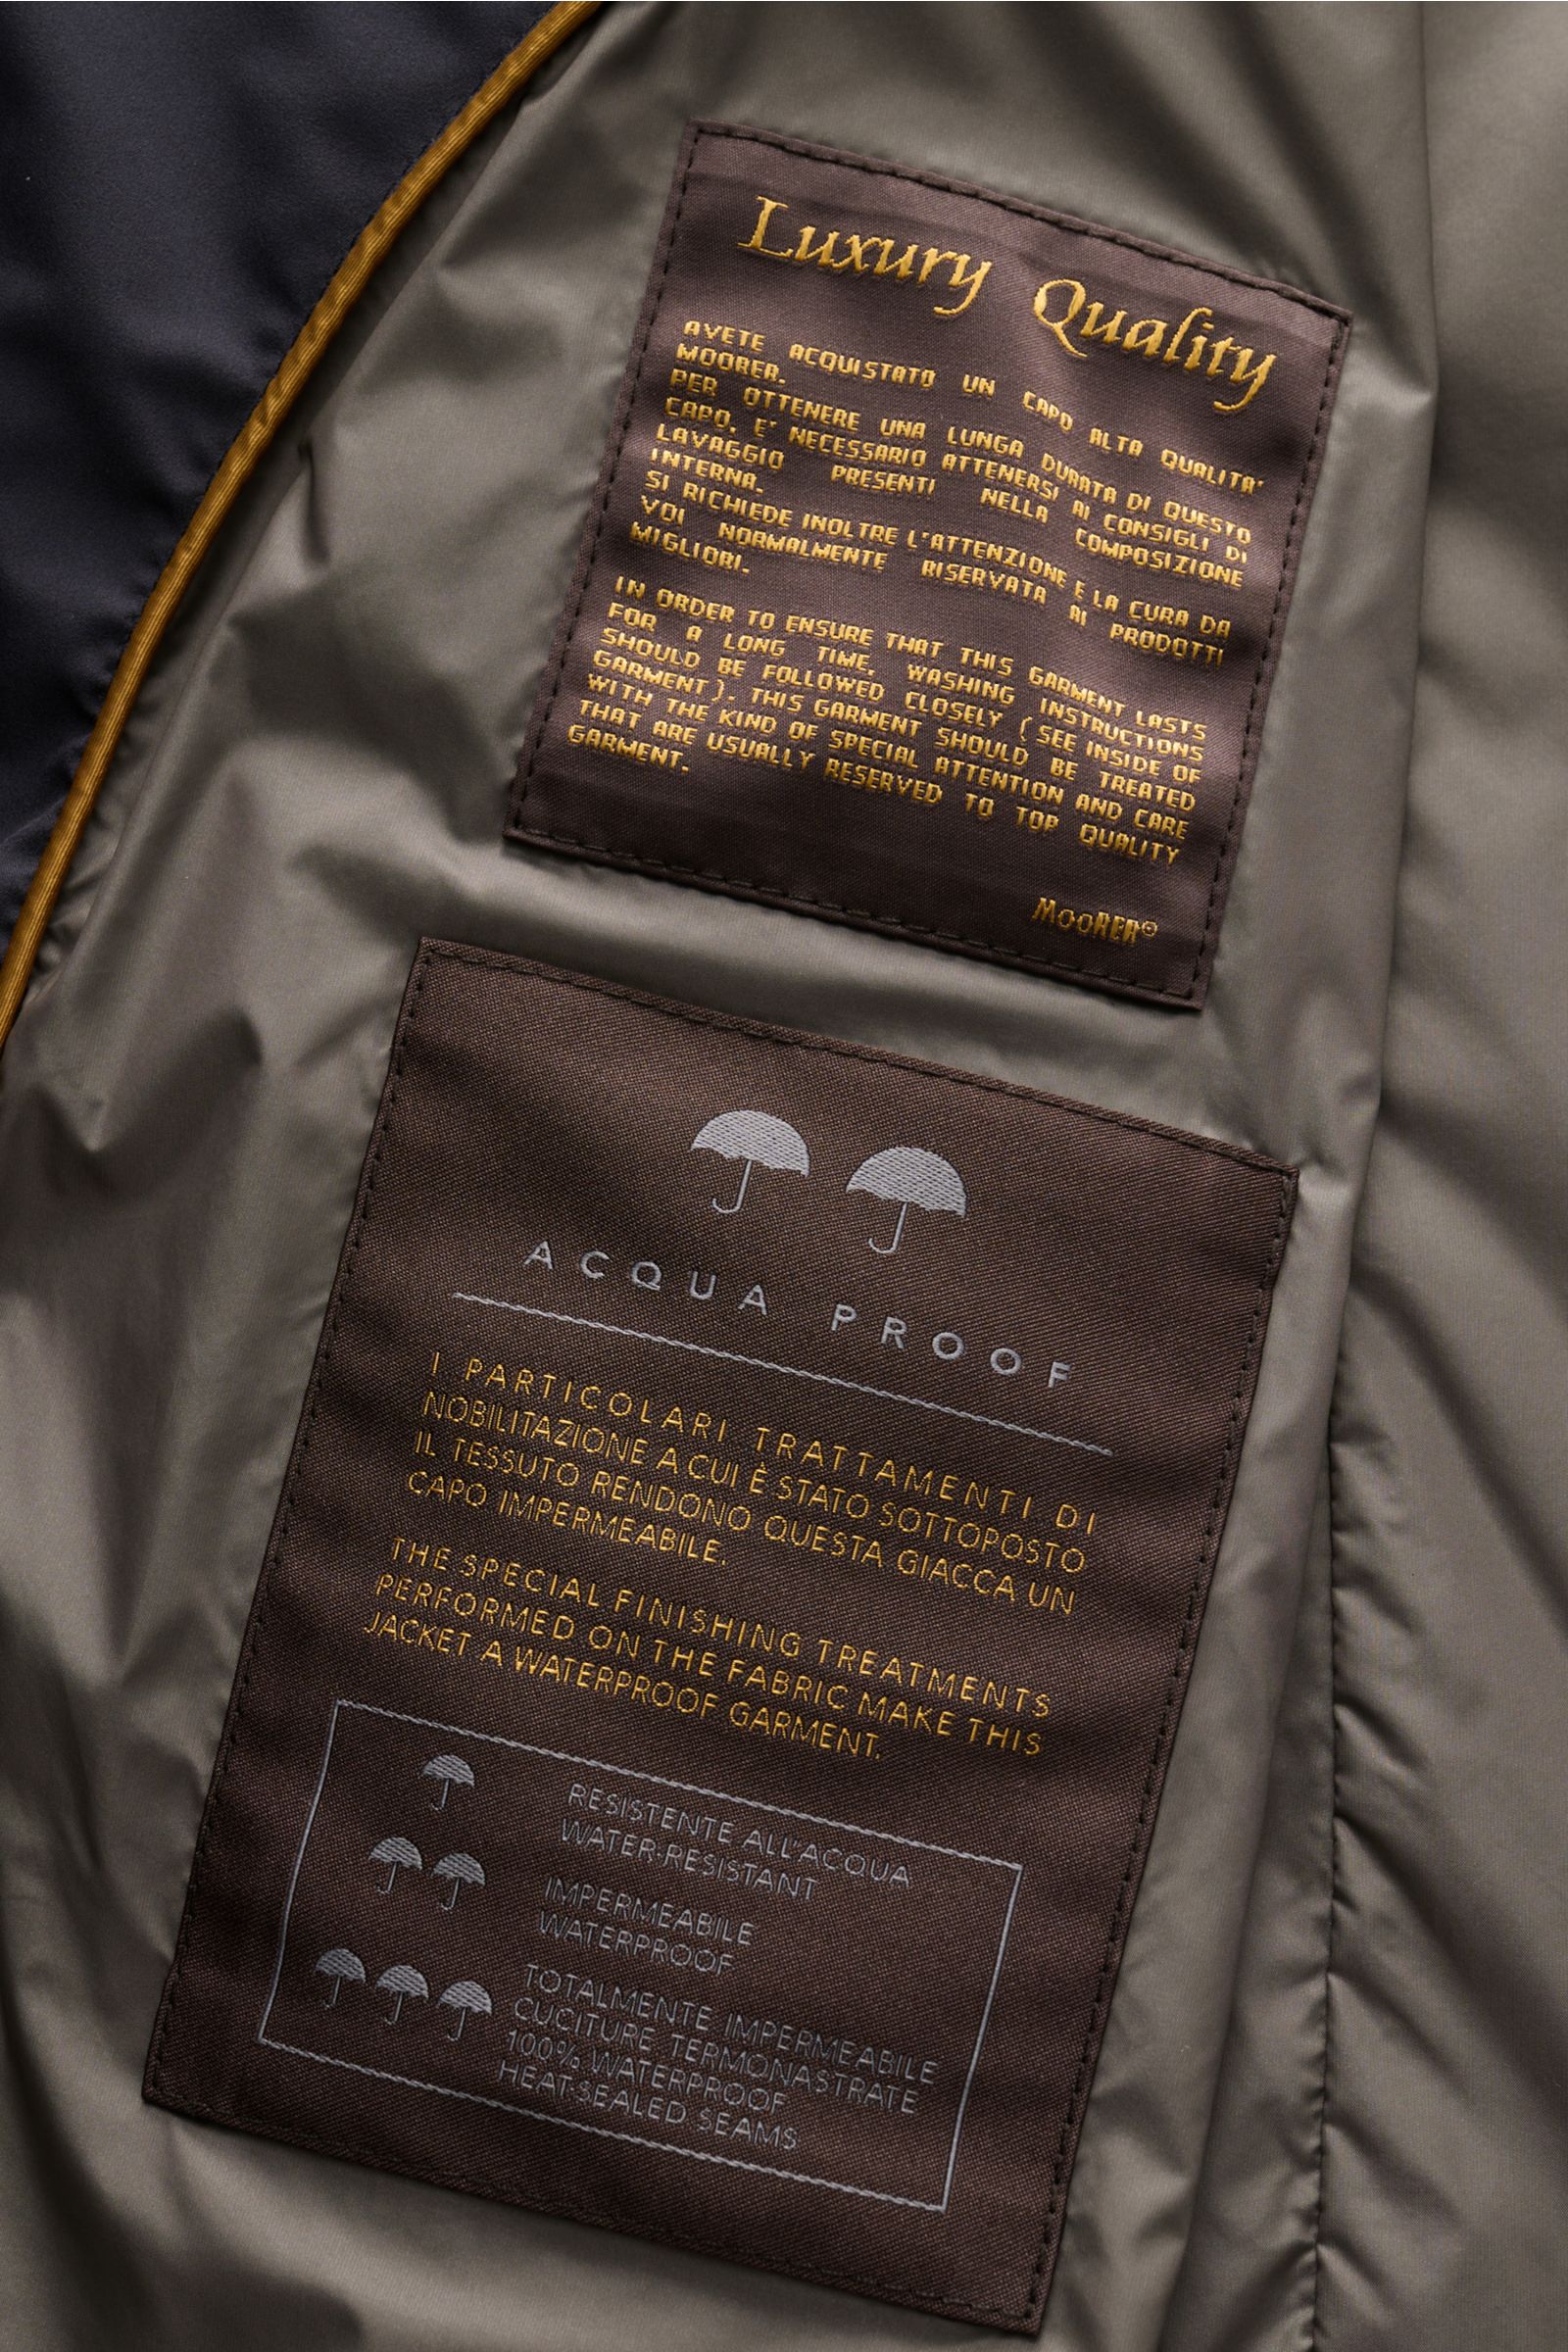 Luxury Quality
AVETE ACQUISTATO UN CAPO ALTA QUALITA'
MOORER.
PER OTTENERE UNA LUNGA DURATA DI QUESTO
CAPO, E' NECESSARIO ATTENERSI AI CONSIGLI DI
LAVAGGIO PRESENTI NELLA COMPOSIZIONE
INTERNA.
SI RICHIEDE INOLTRE L'ATTENZIONE E LA CURA DA
VOI NORMALMENTE RISERVATA AI PRODOTTI
MIGLIORI.
IN ORDER TO ENSURE THAT THIS GARMENT LASTS
FOR A LONG TIME, WASHING INSTRUCTIONS
SHOULD BE FOLLOWED CLOSELY (SEE INSIDE OF
GARMENT). THIS GARMENT SHOULD BE TREATED
WITH THE KIND OF SPECIAL ATTENTION AND CARE
THAT ARE USUALLY RESERVED TO TOP QUALITY
GARMENT.
MOORER®
ACQUA PROOF
I PARTICOLARI TRATTAMENTI DI
NOBILITAZIONE A CUI È STATO SOTTOPOSTO
IL TESSUTO RENDONO QUESTA GIACCA UN
CAPO IMPERMEABILE.
THE SPECIAL FINISHING TREATMENTS
PERFORMED ON THE FABRIC MAKE THIS
JACKET A WATERPROOF GARMENT.
RESISTENTE ALL'ACQUA
WATER-RESISTANT
IMPERMEABILE
WATERPROOF
TOTALMENTE IMPERMEABILE
CUCITURE TERMONASTRATE
100% WATERPROOF
HEAT-SEALED SEAMS